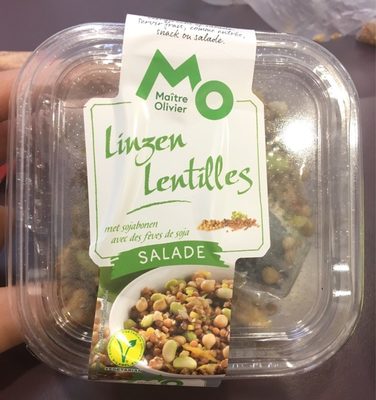 Servir frais, comme entrée,
snack ou salade.
MO
Maître
Olivier
Linzen
Lentilles
met sojabonen
avec des fèves de soja
SALADE
MO